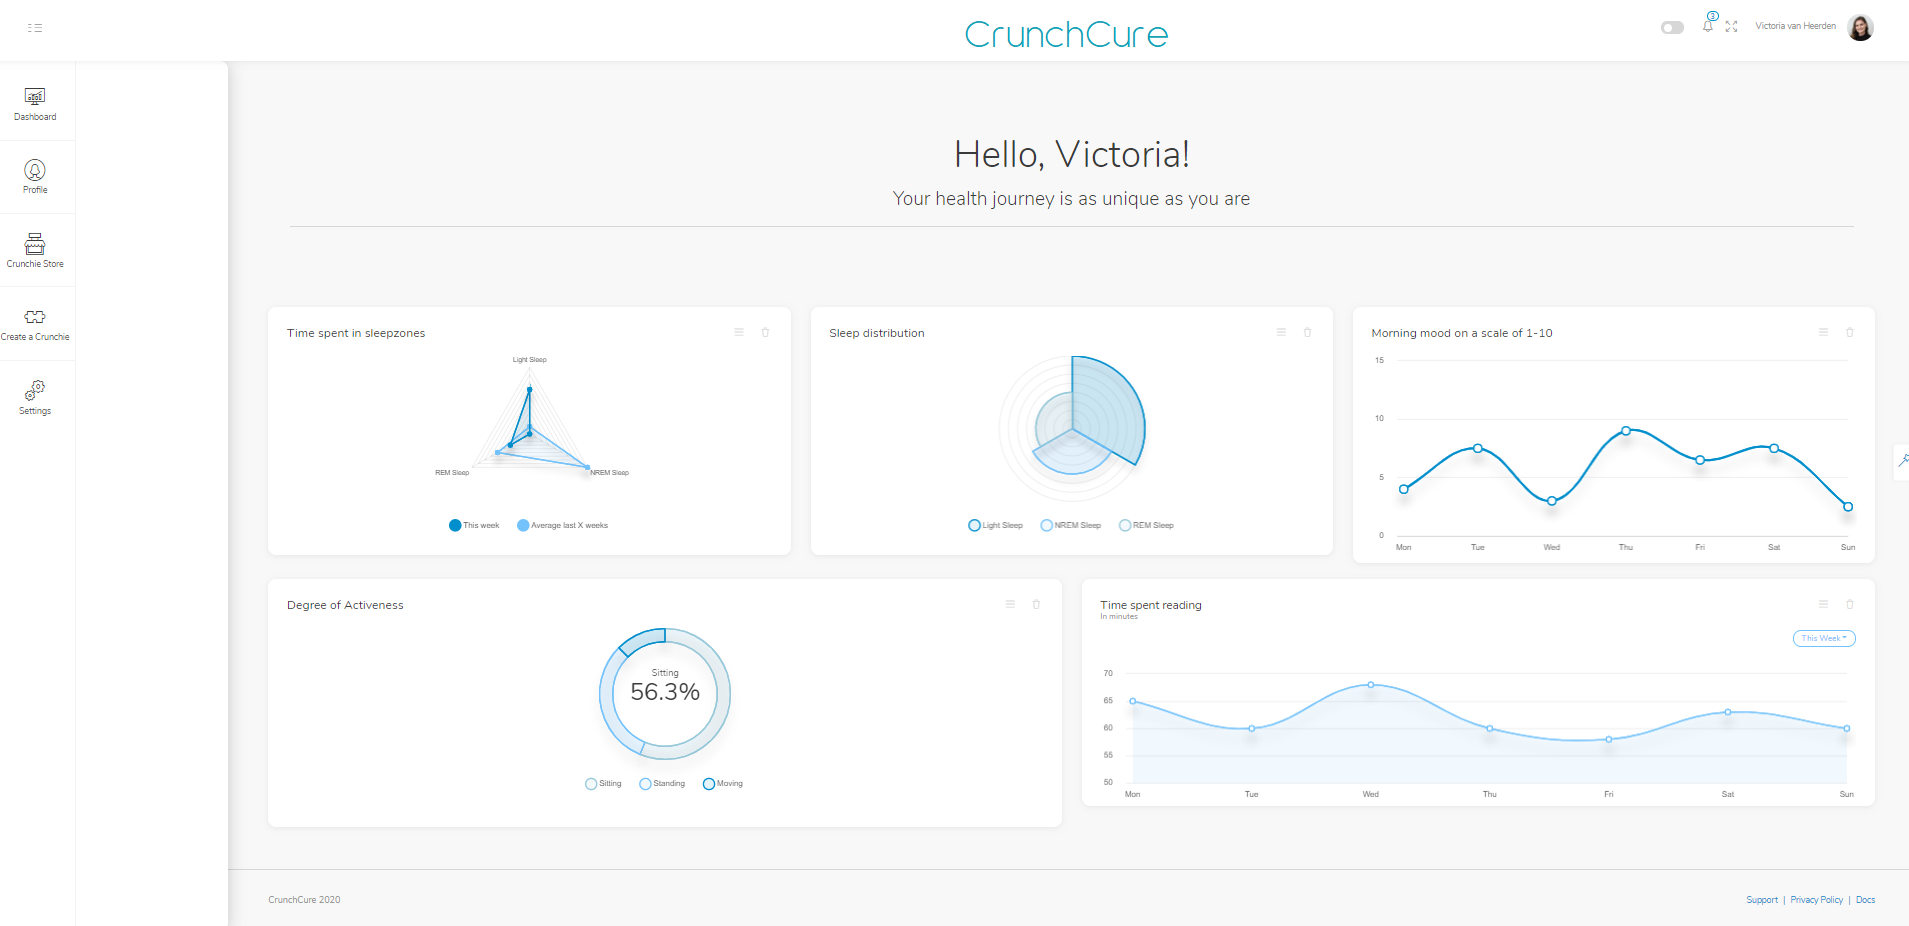 CrunchCure
3
Victoria van Heerden
Dashboard
Profile
Crunchie Store
Create a Crunchie
Settings
Hello, Victoria!
Your health journey is as unique as you are
Time spent in sleepzones
Light Sleep
REM Sleep
NREM Sleep
This week
Average last X weeks
Sleep distribution
Light Sleep
NREM Sleep
REM Sleep
Morning mood on a scale of 1-10
15
10
5
0
Mon Tue Wed Thu Fri Sat Sun
Degree of Activeness
Sitting
56.3%
Sitting
Standing
Moving
Time spent reading
In minutes
This Week
70
65
60
55
50
Mon Tue Wed Thu Fri Sat Sun
CrunchCure 2020
Support | Privacy Policy | Docs